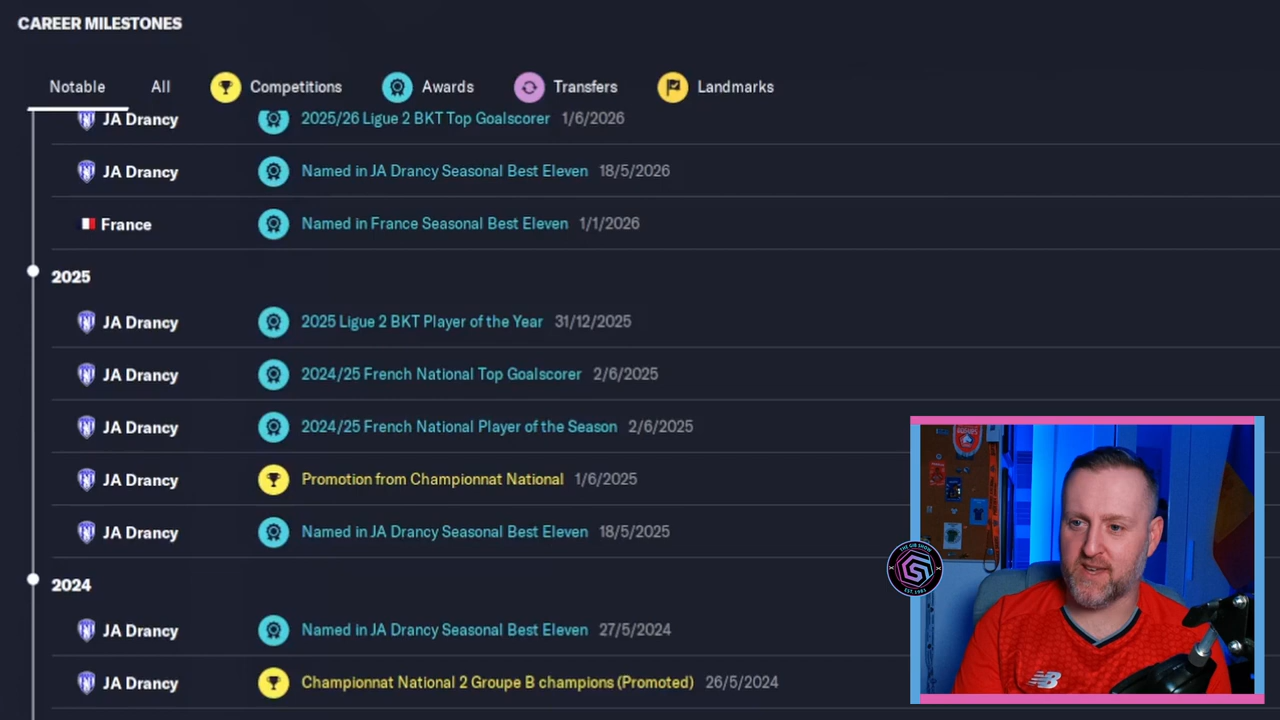 CAREER MILESTONES
Notable All Competitions Awards Transfers Landmarks
JA Drancy 2025/26 Ligue 2 BKT Top Goalscorer 1/6/2026
JA Drancy Named in JA Drancy Seasonal Best Eleven 18/5/2026
France Named in France Seasonal Best Eleven 1/1/2026
2025
JA Drancy 2025 Ligue 2 BKT Player of the Year 31/12/2025
JA Drancy 2024/25 French National Top Goalscorer 2/6/2025
JA Drancy 2024/25 French National Player of the Season 2/6/2025
JA Drancy Promotion from Championnat National 1/6/2025
JA Drancy Named in JA Drancy Seasonal Best Eleven 18/5/2025
2024
JA Drancy Named in JA Drancy Seasonal Best Eleven 27/5/2024
JA Drancy Championnat National 2 Groupe B champions (Promoted) 26/5/2024
THE GIB SHOW
EST. 1981